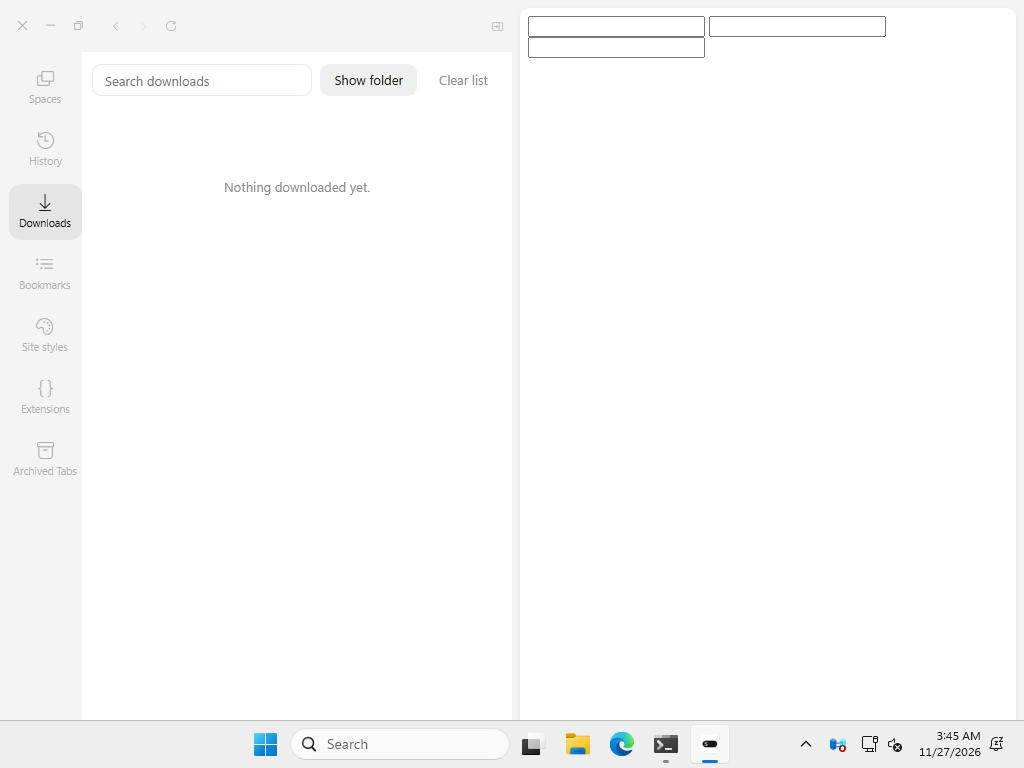 Search downloads
Show folder
Clear list
Spaces
History
Nothing downloaded yet.
Downloads
Bookmarks
Site styles
Extensions
Archived Tabs
Search
3:45 AM
11/27/2026